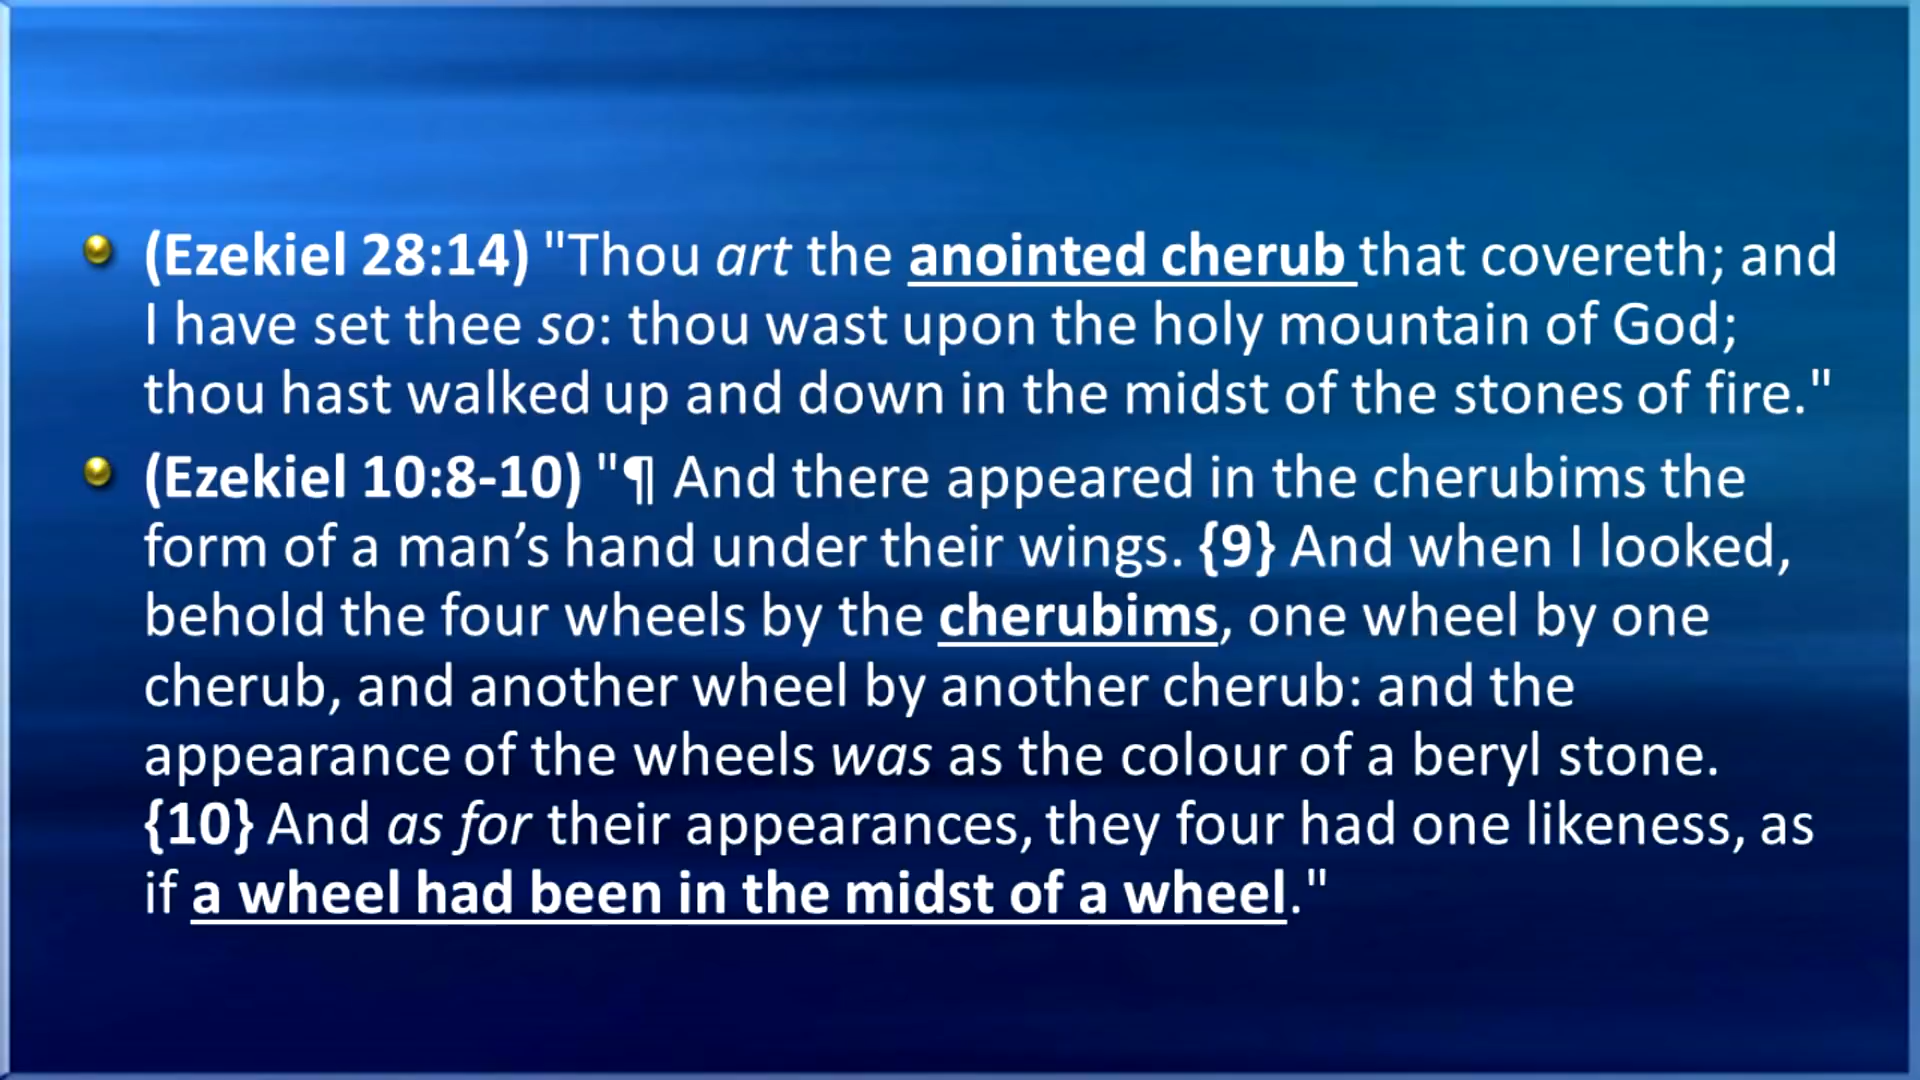 (Ezekiel 28:14) "Thou art the anointed cherub that covereth; and
I have set thee so: thou wast upon the holy mountain of God;
thou hast walked up and down in the midst of the stones of fire."
(Ezekiel 10:8-10) "¶ And there appeared in the cherubims the
form of a man’s hand under their wings. {9} And when I looked,
behold the four wheels by the cherubims, one wheel by one
cherub, and another wheel by another cherub: and the
appearance of the wheels was as the colour of a beryl stone.
{10} And as for their appearances, they four had one likeness, as
if a wheel had been in the midst of a wheel."